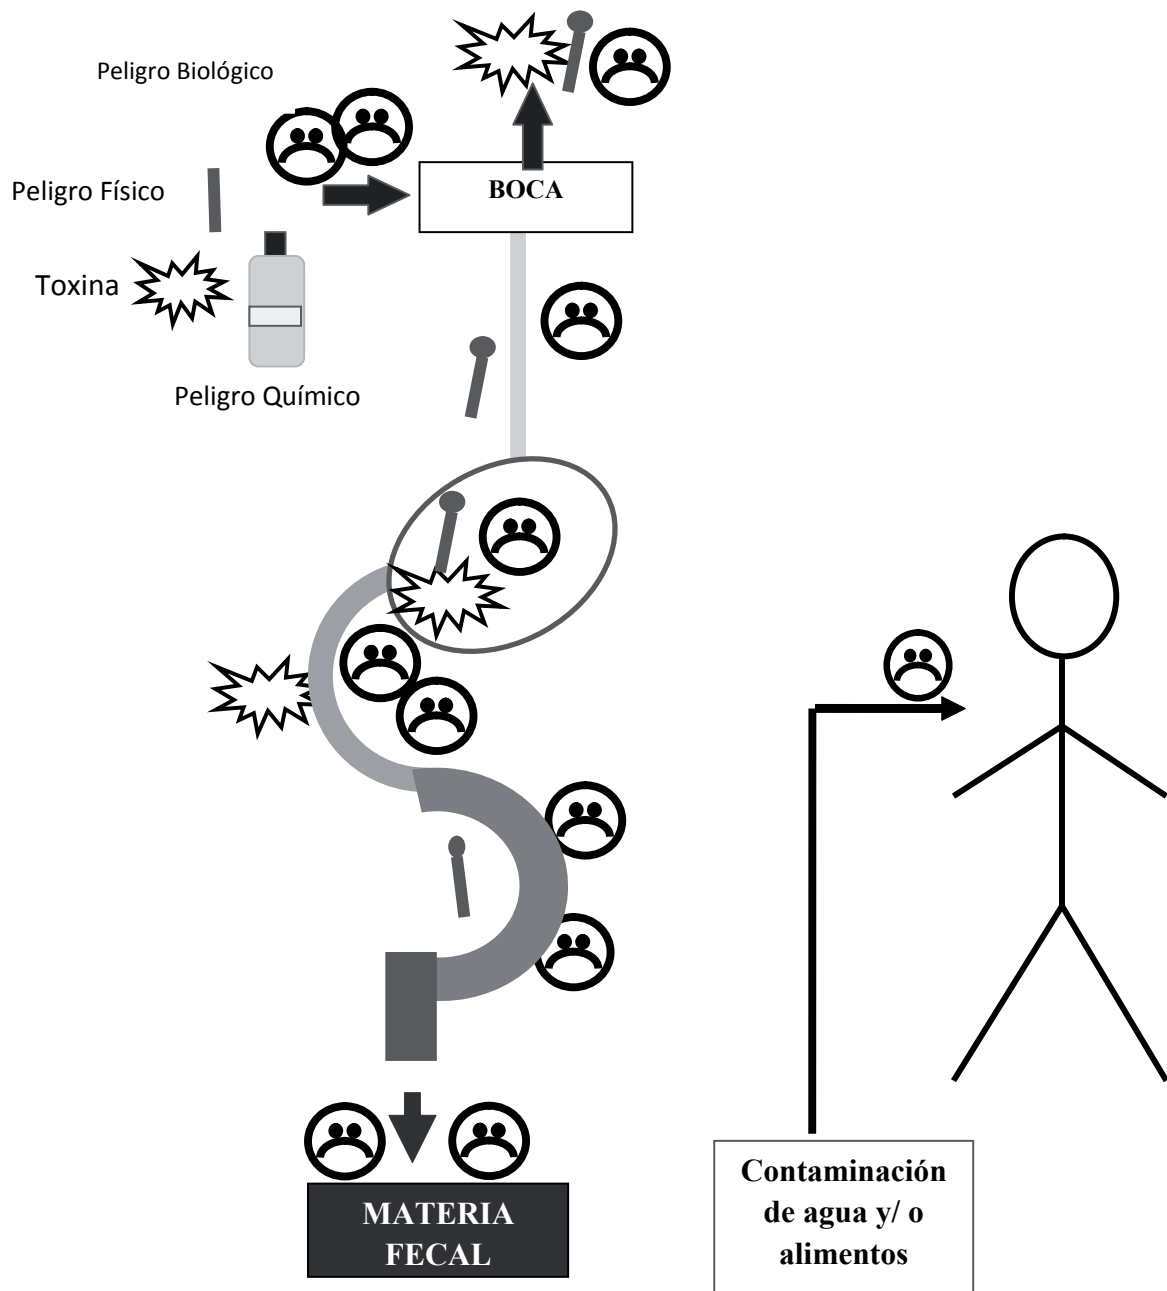 Peligro Biológico
BOCA
Peligro Físico
Toxina
Peligro Químico
MATERIA
FECAL
Contaminación
de agua y/ o
alimentos